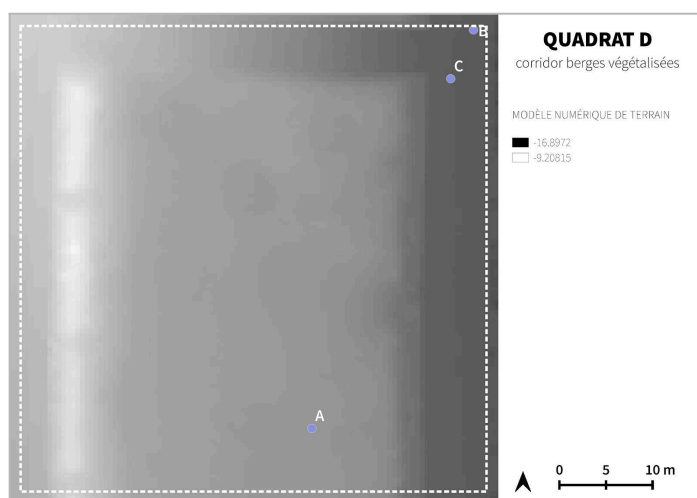 B
C
A
QUADRAT D
corridor berges végétalisées
MODÈLE NUMÉRIQUE DE TERRAIN
-16.8972
-9.20815
0 5 10 m